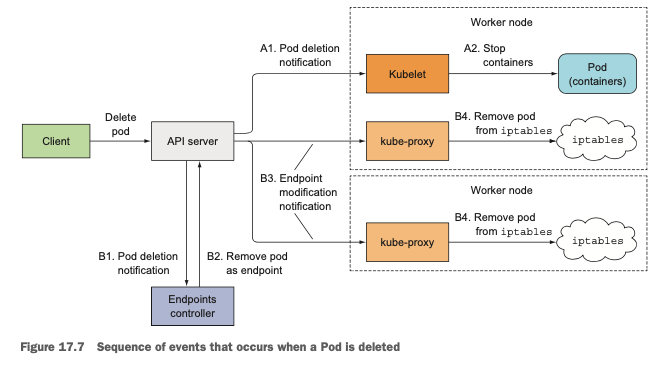 Worker node
A1. Pod deletion
notification
A2. Stop
containers
Kubelet
Pod
(containers)
Delete
pod
Client
API server
B4. Remove pod
from iptables
kube-proxy
iptables
B3. Endpoint
modification
notification
Worker node
B4. Remove pod
from iptables
kube-proxy
iptables
B1. Pod deletion
notification
B2. Remove pod
as endpoint
Endpoints
controller
Figure 17.7 Sequence of events that occurs when a Pod is deleted